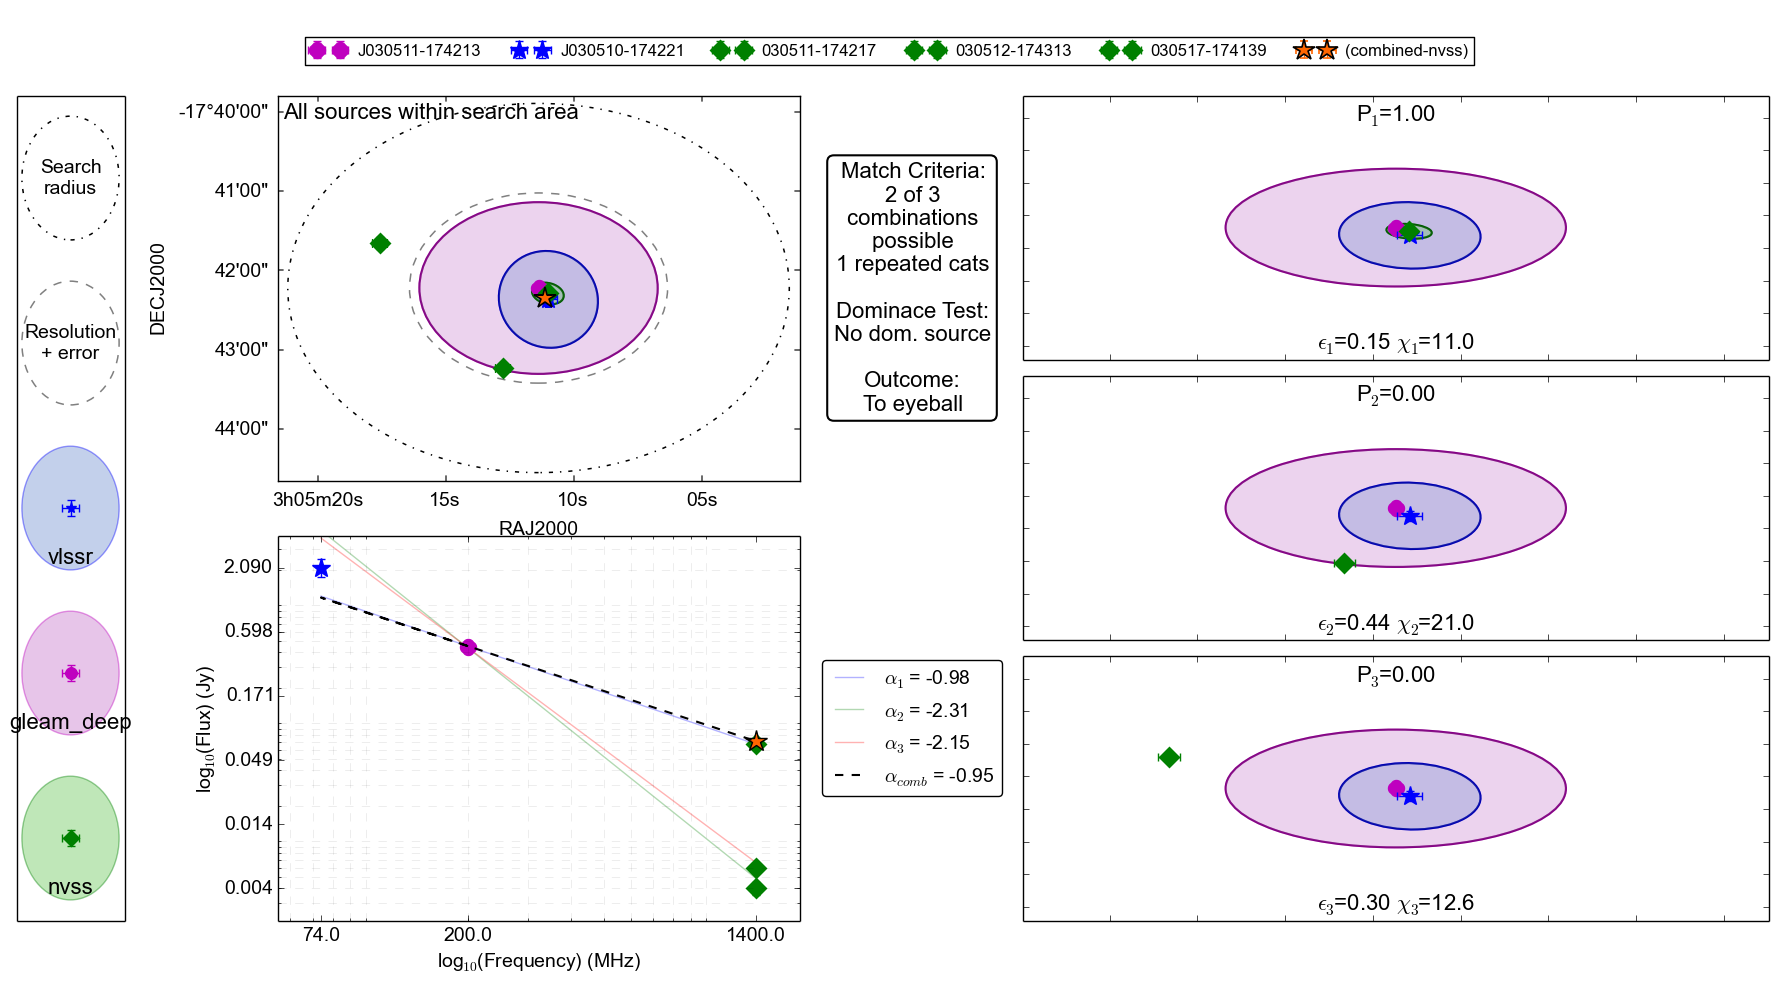 J030511-174213 J030510-174221 030511-174217 030512-174313 030517-174139 (combined-nvss)
Search
radius
Resolution
+ error
vlssr
gleam_deep
nvss
All sources within search area
-17°40'00"
41'00"
42'00"
43'00"
44'00"
DECJ2000
3h05m20s 15s 10s 05s
RAJ2000
Match Criteria:
2 of 3
combinations
possible
1 repeated cats
Dominace Test:
No dom. source
Outcome:
To eyeball
P1=1.00
ϵ1=0.15 χ1=11.0
P2=0.00
ϵ2=0.44 χ2=21.0
P3=0.00
ϵ3=0.30 χ3=12.6
2.090
0.598
0.171
0.049
0.014
0.004
log10(Flux) (Jy)
74.0 200.0 1400.0
log10(Frequency) (MHz)
α1 = -0.98
α2 = -2.31
α3 = -2.15
αcomb = -0.95